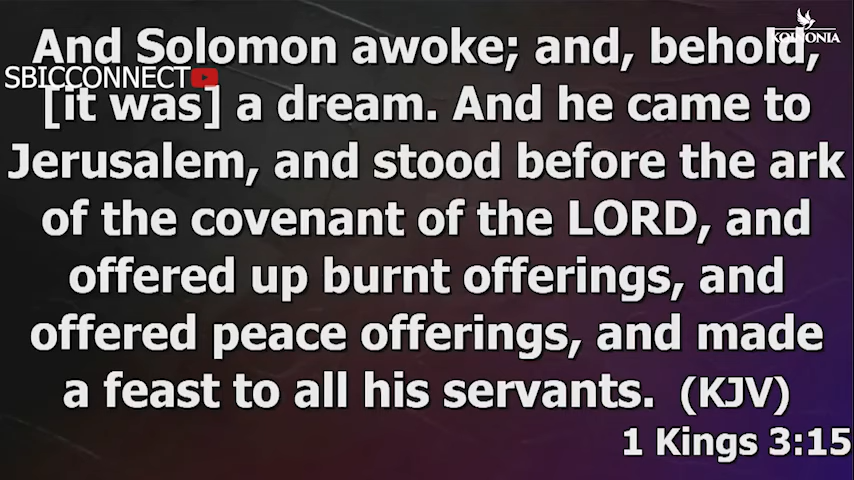 And Solomon awoke; and, behold,
KOINONIA
SBICCONNECT
[it was] a dream. And he came to
Jerusalem, and stood before the ark
of the covenant of the LORD, and
offered up burnt offerings, and
offered peace offerings, and made
a feast to all his servants. (KJV)
1 Kings 3:15